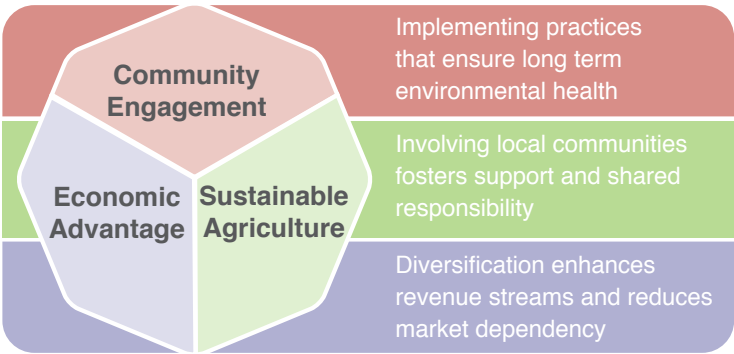 Community
Engagement
Economic
Advantage
Sustainable
Agriculture
Implementing practices
that ensure long term
environmental health
Involving local communities
fosters support and shared
responsibility
Diversification enhances
revenue streams and reduces
market dependency